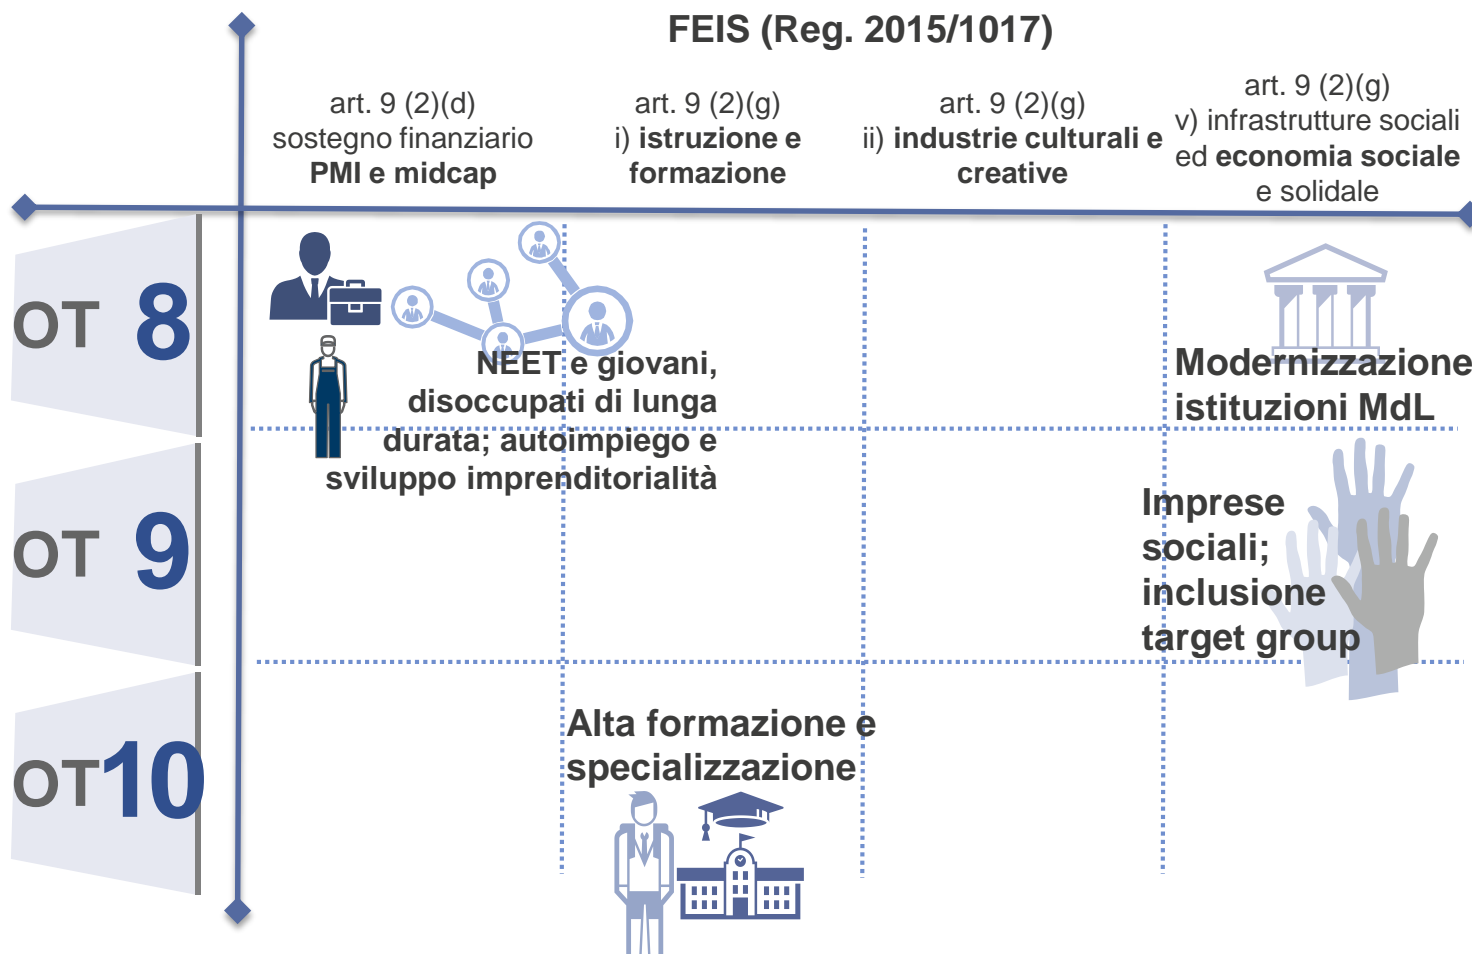 FEIS (Reg. 2015/1017)
art. 9 (2)(d)
sostegno finanziario
PMI e midcap
art. 9 (2)(g)
i) istruzione e
formazione
art. 9 (2)(g)
ii) industrie culturali e
creative
art. 9 (2)(g)
v) infrastrutture sociali
ed economia sociale
e solidale
OT 8
NEET e giovani,
disoccupati di lunga
durata; autoimpiego e
sviluppo imprenditorialità
Modernizzazione
istituzioni MdL
OT 9
Imprese
sociali;
inclusione
target group
OT10
Alta formazione e
specializzazione